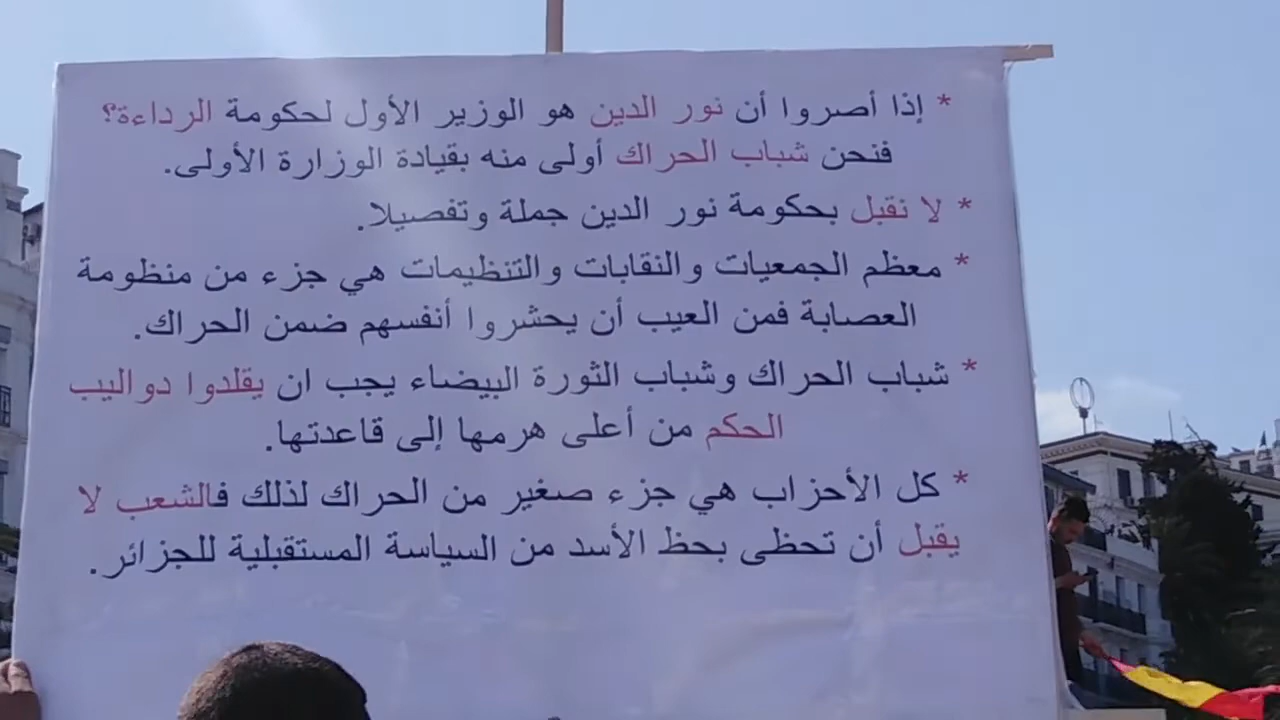 * إذا أصروا أن نور الدين هو الوزير الأول لحكومة الرداءة؟
فنحن شباب الحراك أولى منه بقيادة الوزارة الأولى.
* لا نقبل بحكومة نور الدين جملة وتفصيلا.
* معظم الجمعيات والنقابات والتنظيمات هي جزء من منظومة
العصابة فمن العيب أن يحشروا أنفسهم ضمن الحراك.
* شباب الحراك وشباب الثورة البيضاء يجب ان يقلدوا دواليب
الحكم من أعلى هرمها إلى قاعدتها.
* كل الأحزاب هي جزء صغير من الحراك لذلك فالشعب لا
يقبل أن تحظى بحظ الأسد من السياسة المستقبلية للجزائر.